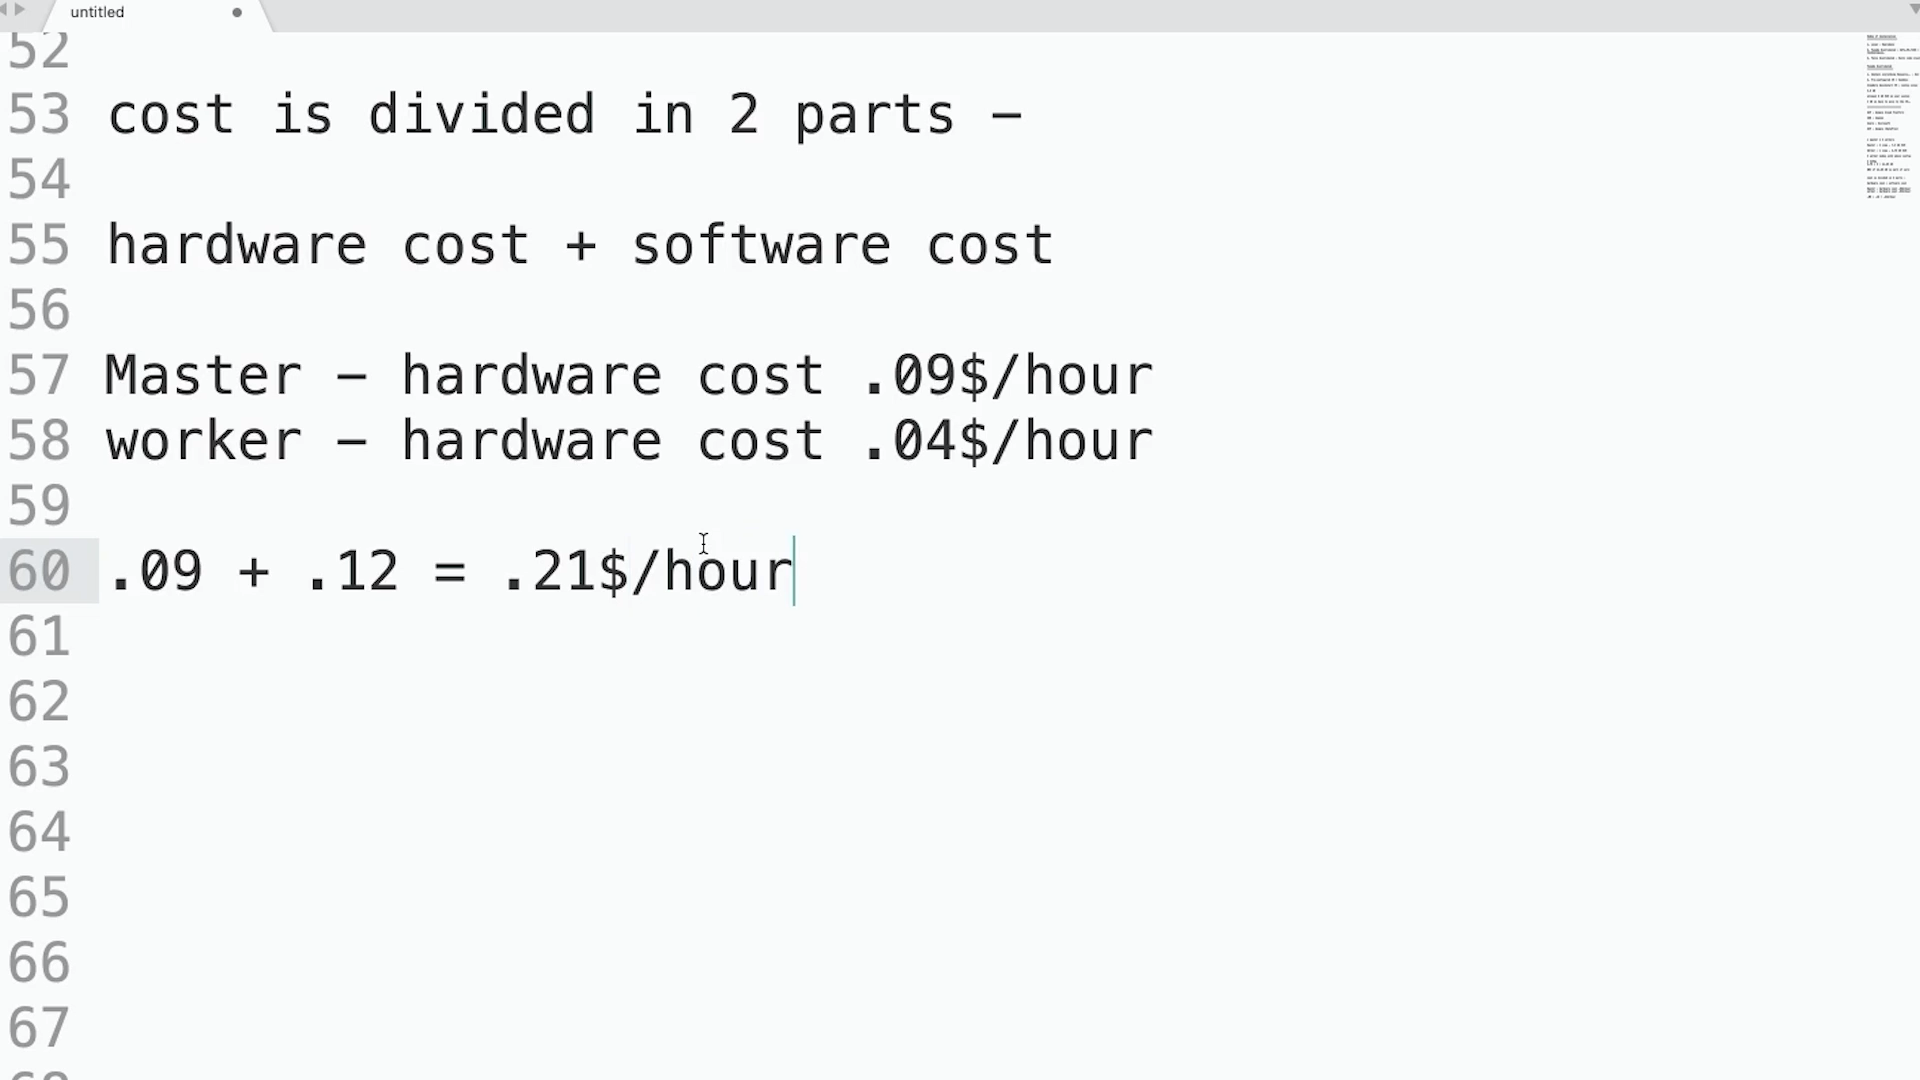 untitled
52
53 cost is divided in 2 parts -
54
55 hardware cost + software cost
56
57 Master - hardware cost .09$/hour
58 worker - hardware cost .04$/hour
59
60 .09 + .12 = .21$/hour
61
62
63
64
65
66
67